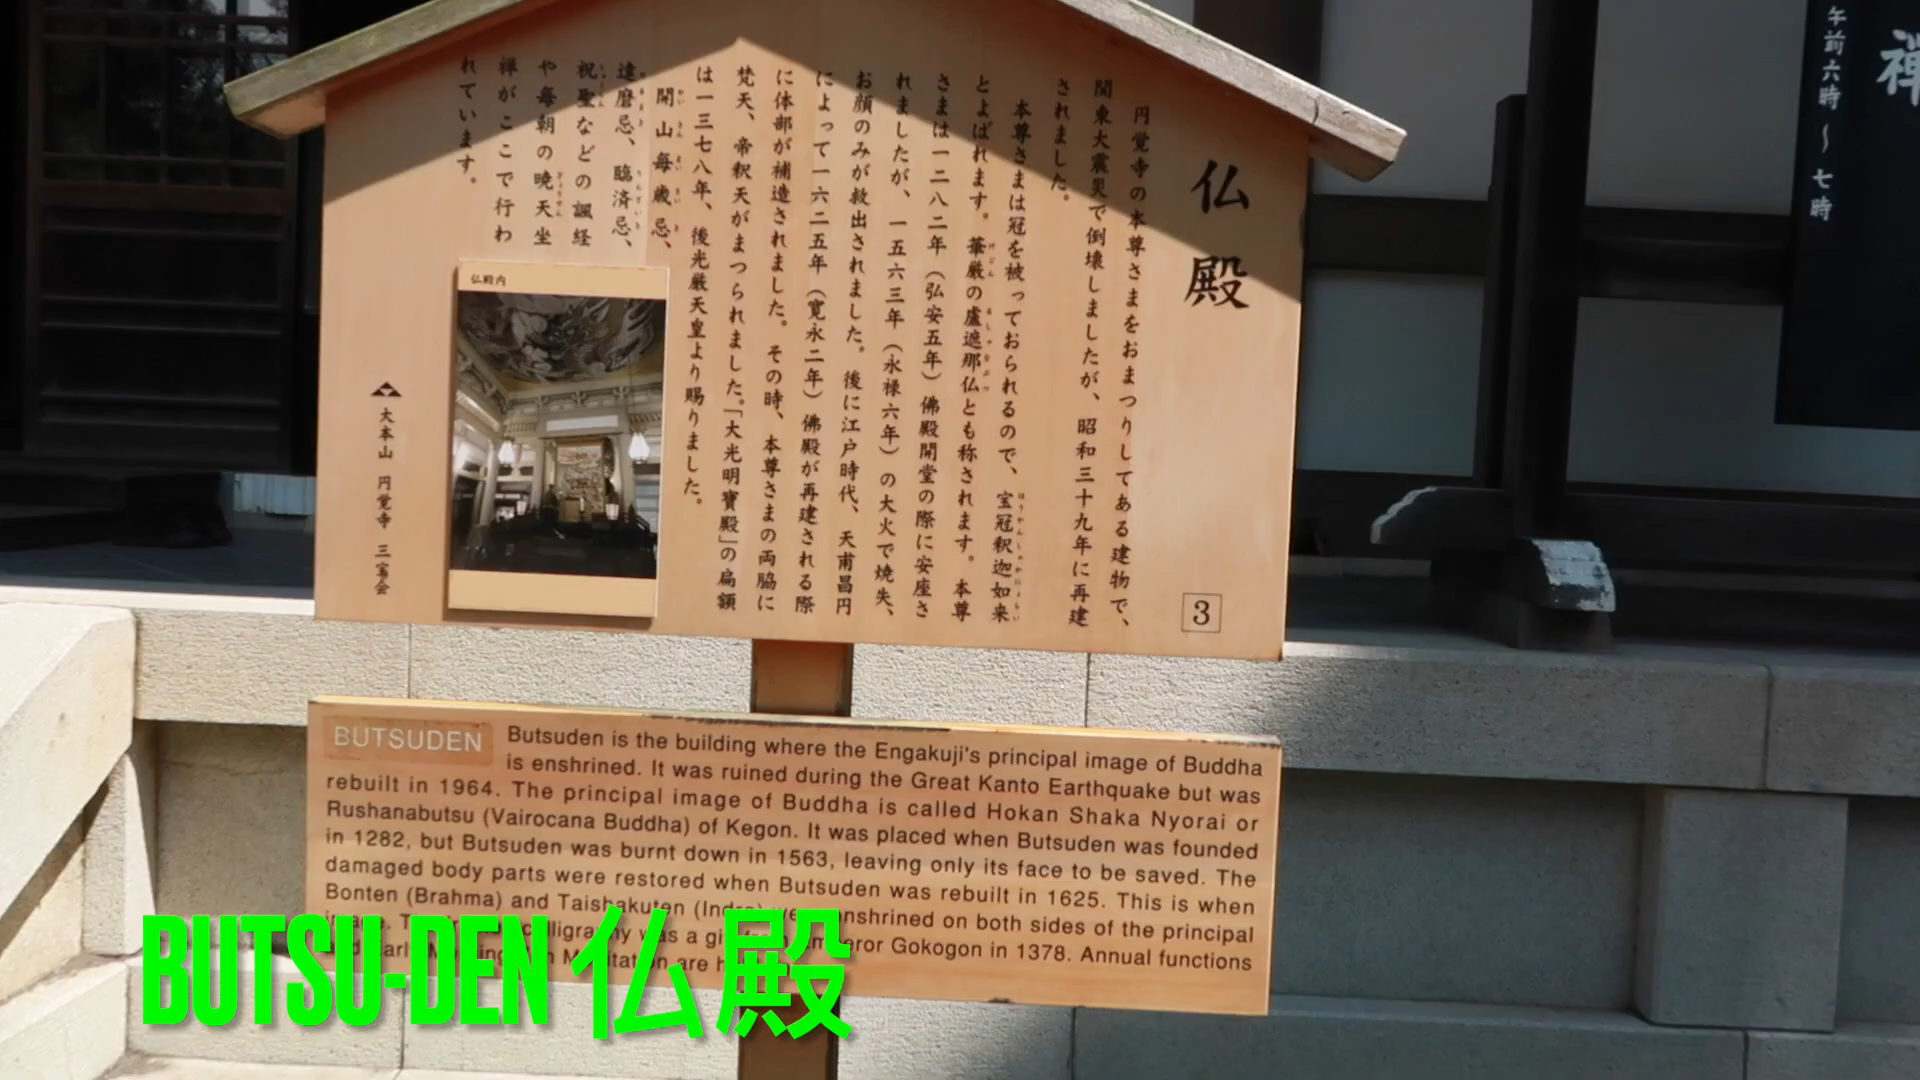 仏殿
円覚寺の本尊さまをおまつりしてある建物で、
関東大震災で倒壊しましたが、昭和三十九年に再建
されました。
本尊さまは冠を被っておられるので、宝冠釈迦如来
とよばれます。華厳の盧遮那仏とも称されます。本尊
さまは一二八二年（弘安五年）佛殿開堂の際に安座さ
れましたが、一五六三年（永禄六年）の大火で焼失、
お顔のみが救出されました。後に江戸時代、天甫昌円
によって一六二五年（寛永二年）佛殿が再建される際
に体部が補造されました。その時、本尊さまの両脇に
梵天、帝釈天がまつられました。「大光明寶殿」の扁額
は一三七八年、後光厳天皇より賜りました。
開山毎歳忌、
達磨忌、臨済忌、
祝聖などの諷経
や毎朝の暁天坐
禅がここで行わ
れています。
仏殿内
大本山 円覚寺 三宝会
3
午前六時～七時
禅
BUTSUDEN
Butsuden is the building where the Engakuji's principal image of Buddha
is enshrined. It was ruined during the Great Kanto Earthquake but was
rebuilt in 1964. The principal image of Buddha is called Hokan Shaka Nyorai or
Rushanabutsu (Vairocana Buddha) of Kegon. It was placed when Butsuden was founded
in 1282, but Butsuden was burnt down in 1563, leaving only its face to be saved. The
damaged body parts were restored when Butsuden was rebuilt in 1625. This is when
Bonten (Brahma) and Taishakuten (Indra) were enshrined on both sides of the principal
image. calligraphy was a gift from Emperor Gokogon in 1378. Annual functions
and early Meditation are
BUTSU-DEN 仏殿